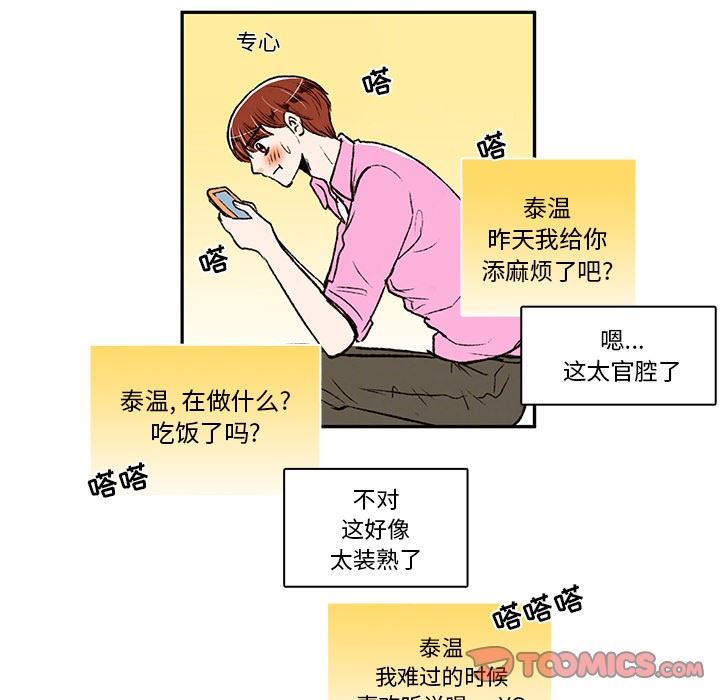 专心
嗒
嗒
泰温
昨天我给你
添麻烦了吧?
嗒
嗯...
这太官腔了
泰温, 在做什么?
吃饭了吗?
嗒嗒
不对
这好像
太装熟了
嗒嗒嗒
泰温
我难过的时候
TOOMICS.COM